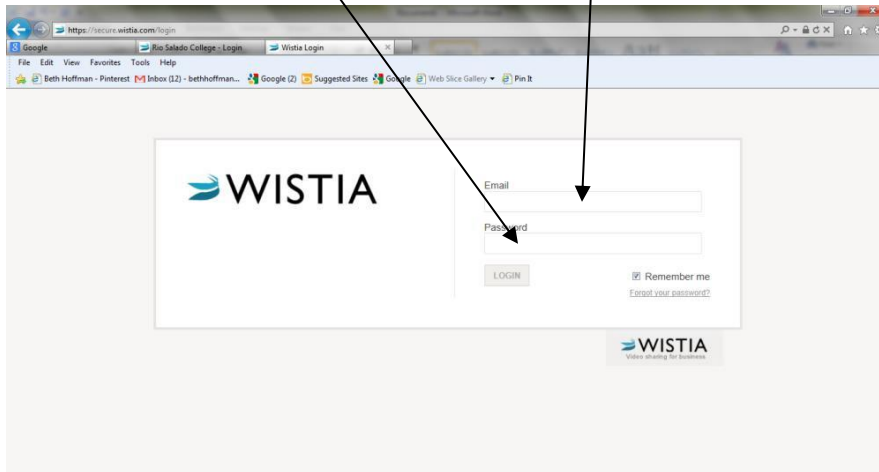 https://secure.wistia.com/login
Google Rio Salado College - Login Wistia Login
File Edit View Favorites Tools Help
Beth Hoffman - Pinterest Inbox (12) - bethhoffman... Google (2) Suggested Sites Google Web Slice Gallery Pin It
WISTIA
Email
Password
LOGIN
Remember me
Forgot your password?
WISTIA
Video sharing for business